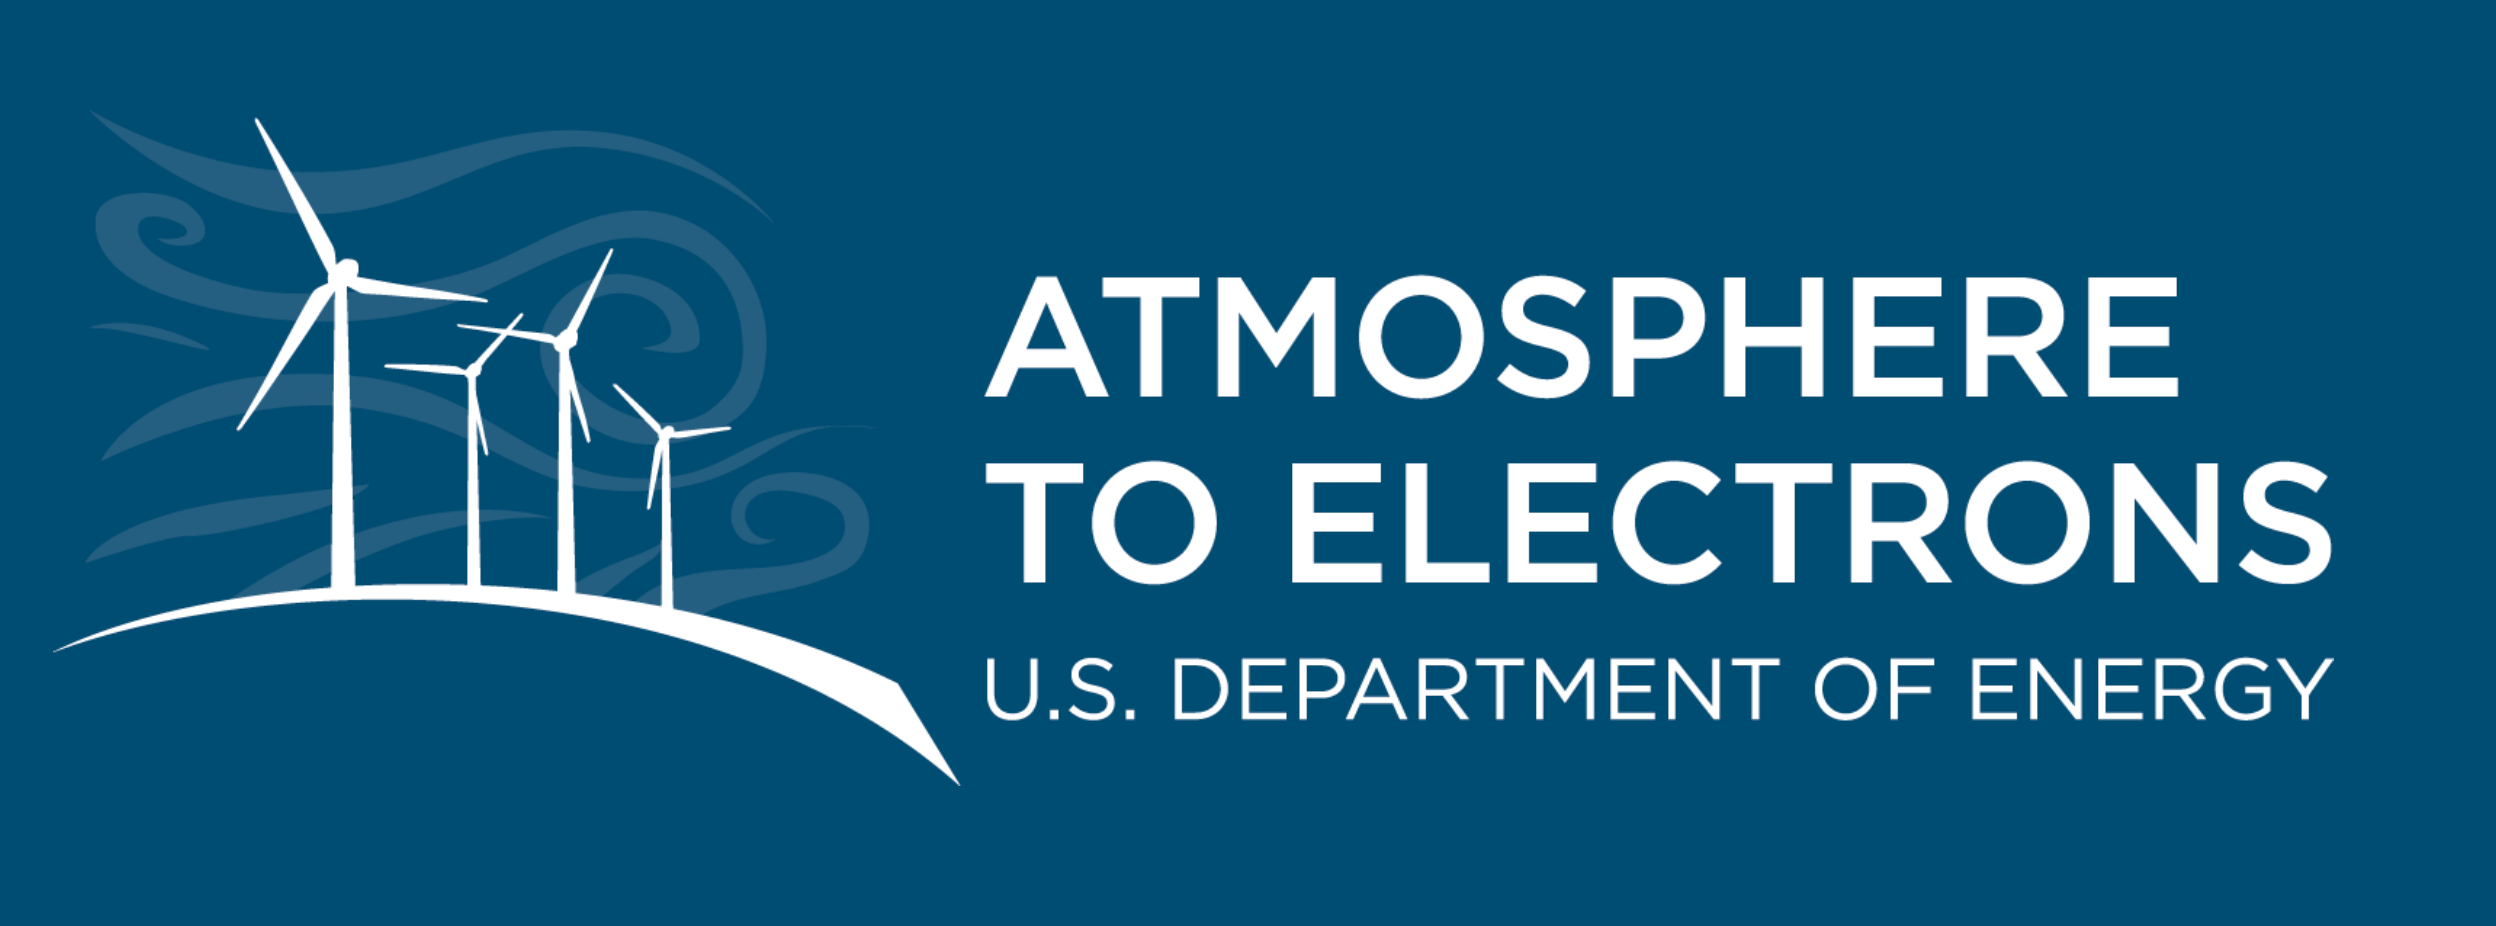 ATMOSPHERE
TO ELECTRONS
U.S. DEPARTMENT OF ENERGY